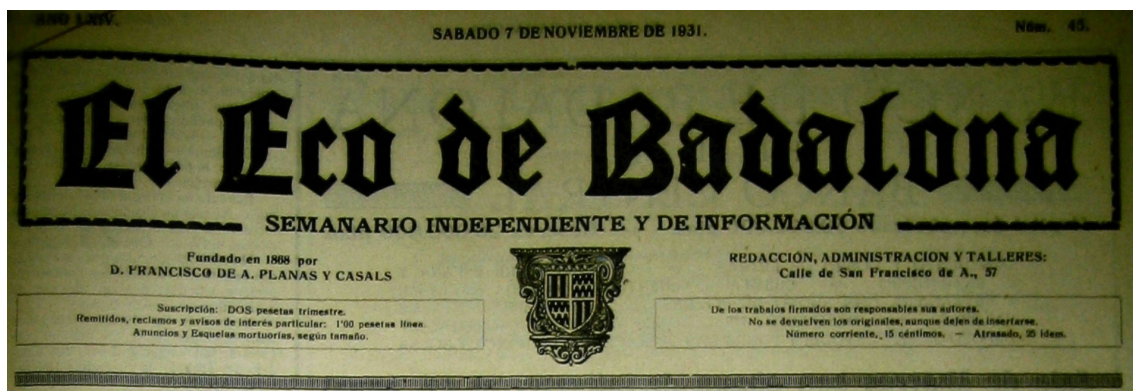 AÑO LXIV.
SABADO 7 DE NOVIEMBRE DE 1931.
Núm. 45.
El Eco de Badalona
SEMANARIO INDEPENDIENTE Y DE INFORMACIÓN
Fundado en 1868 por
D. FRANCISCO DE A. PLANAS Y CASALS
REDACCIÓN, ADMINISTRACION Y TALLERES:
Calle de San Francisco de A., 57
Suscripción: DOS pesetas trimestre.
Remitidos, reclamos y avisos de interés particular: 1'00 pesetas línea.
Anuncios y Esquelas mortuorias, según tamaño.
De los trabajos firmados son responsables sus autores.
No se devuelven los originales, aunque dejen de insertarse.
Número corriente, 15 céntimos. — Atrasado, 25 idem.